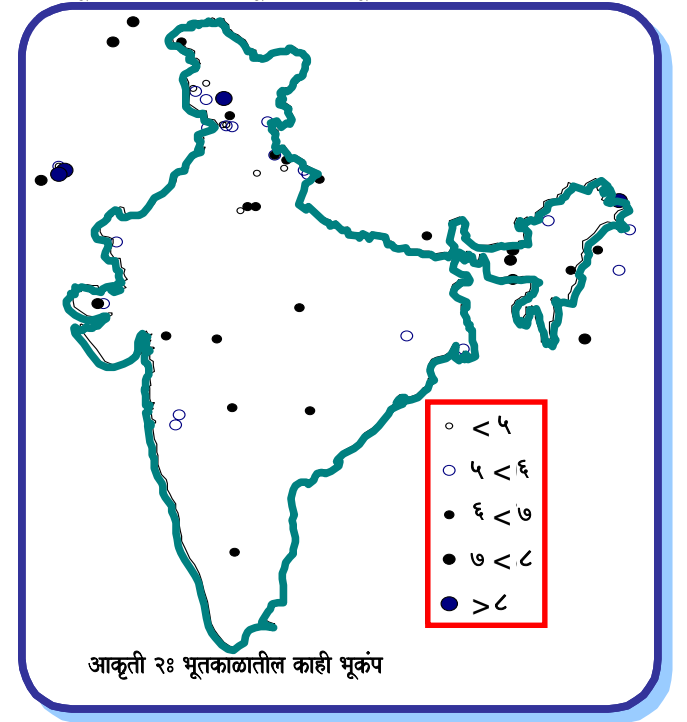 < ५
५ < ६
६ < ७
७ < ८
> ८
आकृती २ः भूतकाळातील काही भूकंप